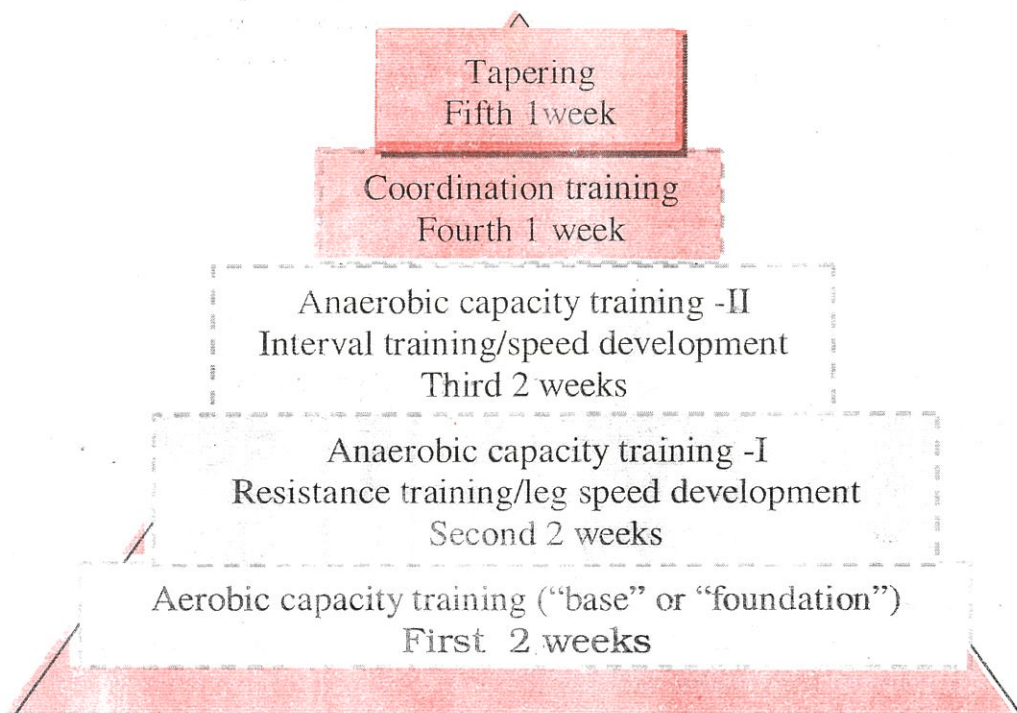 Tapering
Fifth 1week
Coordination training
Fourth 1 week
Anaerobic capacity training -II
Interval training/speed development
Third 2 weeks
Anaerobic capacity training -I
Resistance training/leg speed development
Second 2 weeks
Aerobic capacity training (“base” or “foundation”)
First 2 weeks